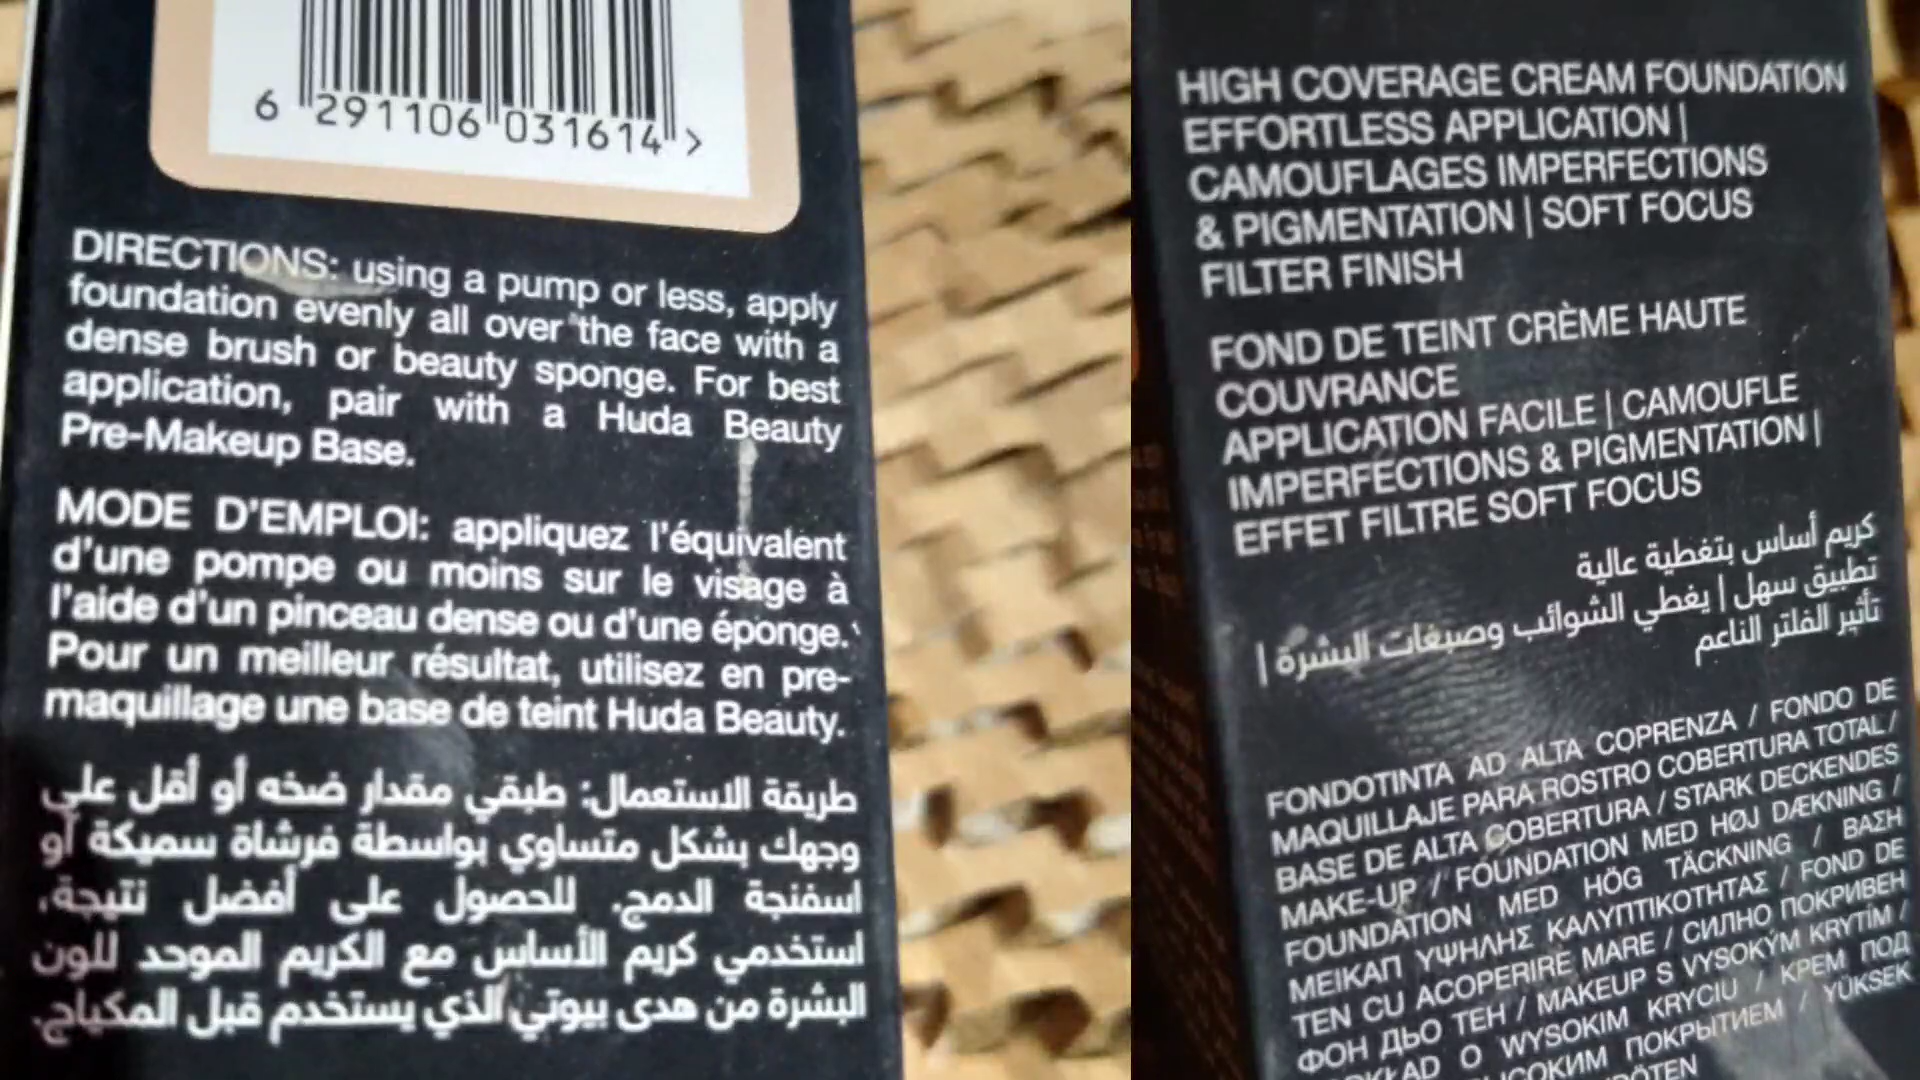 6 291106 031614 >
DIRECTIONS: using a pump or less, apply
foundation evenly all over the face with a
dense brush or beauty sponge. For best
application, pair with a Huda Beauty
Pre-Makeup Base.
MODE D'EMPLOI: appliquez l'équivalent
d'une pompe ou moins sur le visage à
l'aide d'un pinceau dense ou d'une éponge.
Pour un meilleur résultat, utilisez en pre-
maquillage une base de teint Huda Beauty.
طريقة الاستعمال: طبقي مقدار ضخه أو أقل على
وجهك بشكل متساوي بواسطة فرشاة سميكة أو
اسفنجة الدمج. للحصول على أفضل نتيجة،
استخدمي كريم الأساس مع الكريم الموحد للون
البشرة من هدى بيوتي الذي يستخدم قبل المكياج.
HIGH COVERAGE CREAM FOUNDATION
EFFORTLESS APPLICATION |
CAMOUFLAGES IMPERFECTIONS
& PIGMENTATION | SOFT FOCUS
FILTER FINISH
FOND DE TEINT CRÈME HAUTE
COUVRANCE
APPLICATION FACILE | CAMOUFLE
IMPERFECTIONS & PIGMENTATION |
EFFET FILTRE SOFT FOCUS
كريم أساس بتغطية عالية
تطبيق سهل | يغطي الشوائب وصبغات البشرة |
تأثير الفلتر الناعم
FONDOTINTA AD ALTA COPRENZA / FONDO DE
MAQUILLAJE PARA ROSTRO COBERTURA TOTAL /
BASE DE ALTA COBERTURA / STARK DECKENDES
MAKE-UP / FOUNDATION MED HØJ DÆKNING /
FOUNDATION MED HÖG TÄCKNING / ΒΑΣΗ
ΜΕΙΚΑΠ ΥΨΗΛΗΣ ΚΑΛΥΠΤΙΚΟΤΗΤΑΣ / FOND DE
TEN CU ACOPERIRE MARE / СИЛНО ПОКРИВЕН
ФОН ДЬО ТЕН / MAKEUP S VYSOKÝM KRYTÍM /
O WYSOKIM KRYCIU / КРЕМ ПОД
ПОКРЫТИЕМ / YÜKSEK